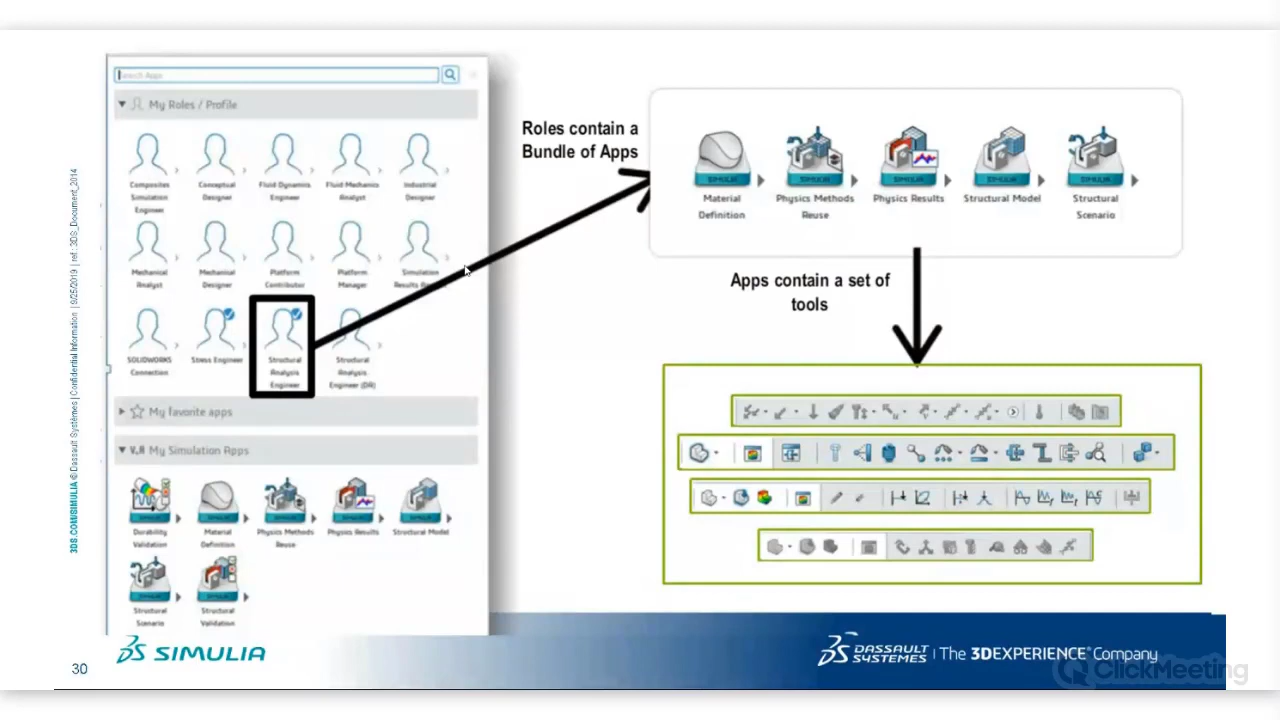 Search Apps
My Roles / Profile
Composites
Simulation
Engineer
Conceptual
Designer
Fluid Dynamics
Engineer
Fluid Mechanics
Analyst
Industrial
Designer
Mechanical
Analyst
Mechanical
Designer
Platform
Contributor
Platform
Manager
Simulation
Results
SOLIDWORKS
Connection
Stress Engineer
Structural
Analysis
Engineer
Structural
Analysis
Engineer (DR)
My favorite apps
My Simulation Apps
Durability
Validation
Material
Definition
Physics Methods
Reuse
Physics Results
Structural Model
Structural
Scenario
Structural
Validation
Roles contain a
Bundle of Apps
SIMULIA
SIMULIA
SIMULIA
SIMULIA
SIMULIA
Material
Definition
Physics Methods
Reuse
Physics Results
Structural Model
Structural
Scenario
Apps contain a set of
tools
3DS.COM/SIMULIA © Dassault Systèmes | Confidential Information | 9/25/2019 | ref.: 3DS_Document_2014
30
SIMULIA
DASSAULT SYSTEMES | The 3DEXPERIENCE® Company
ClickMeeting